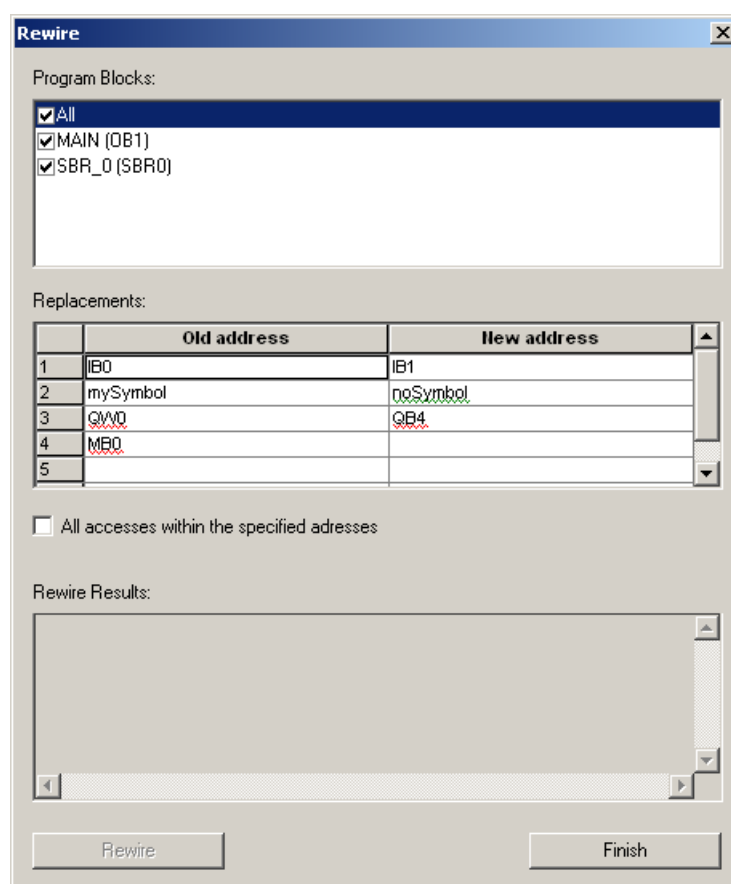 Rewire
Program Blocks:
All
MAIN (OB1)
SBR_0 (SBR0)
Replacements:
Old address New address
1 IB0 IB1
2 mySymbol noSymbol
3 QW0 QB4
4 MB0
5
All accesses within the specified adresses
Rewire Results:
Rewire Finish